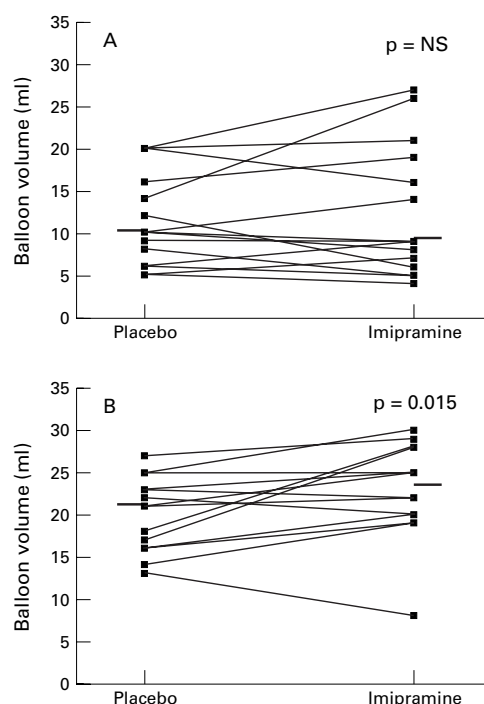 A
p = NS
Balloon volume (ml)
35
30
25
20
15
10
5
0
Placebo
Imipramine
B
p = 0.015
Balloon volume (ml)
35
30
25
20
15
10
5
0
Placebo
Imipramine